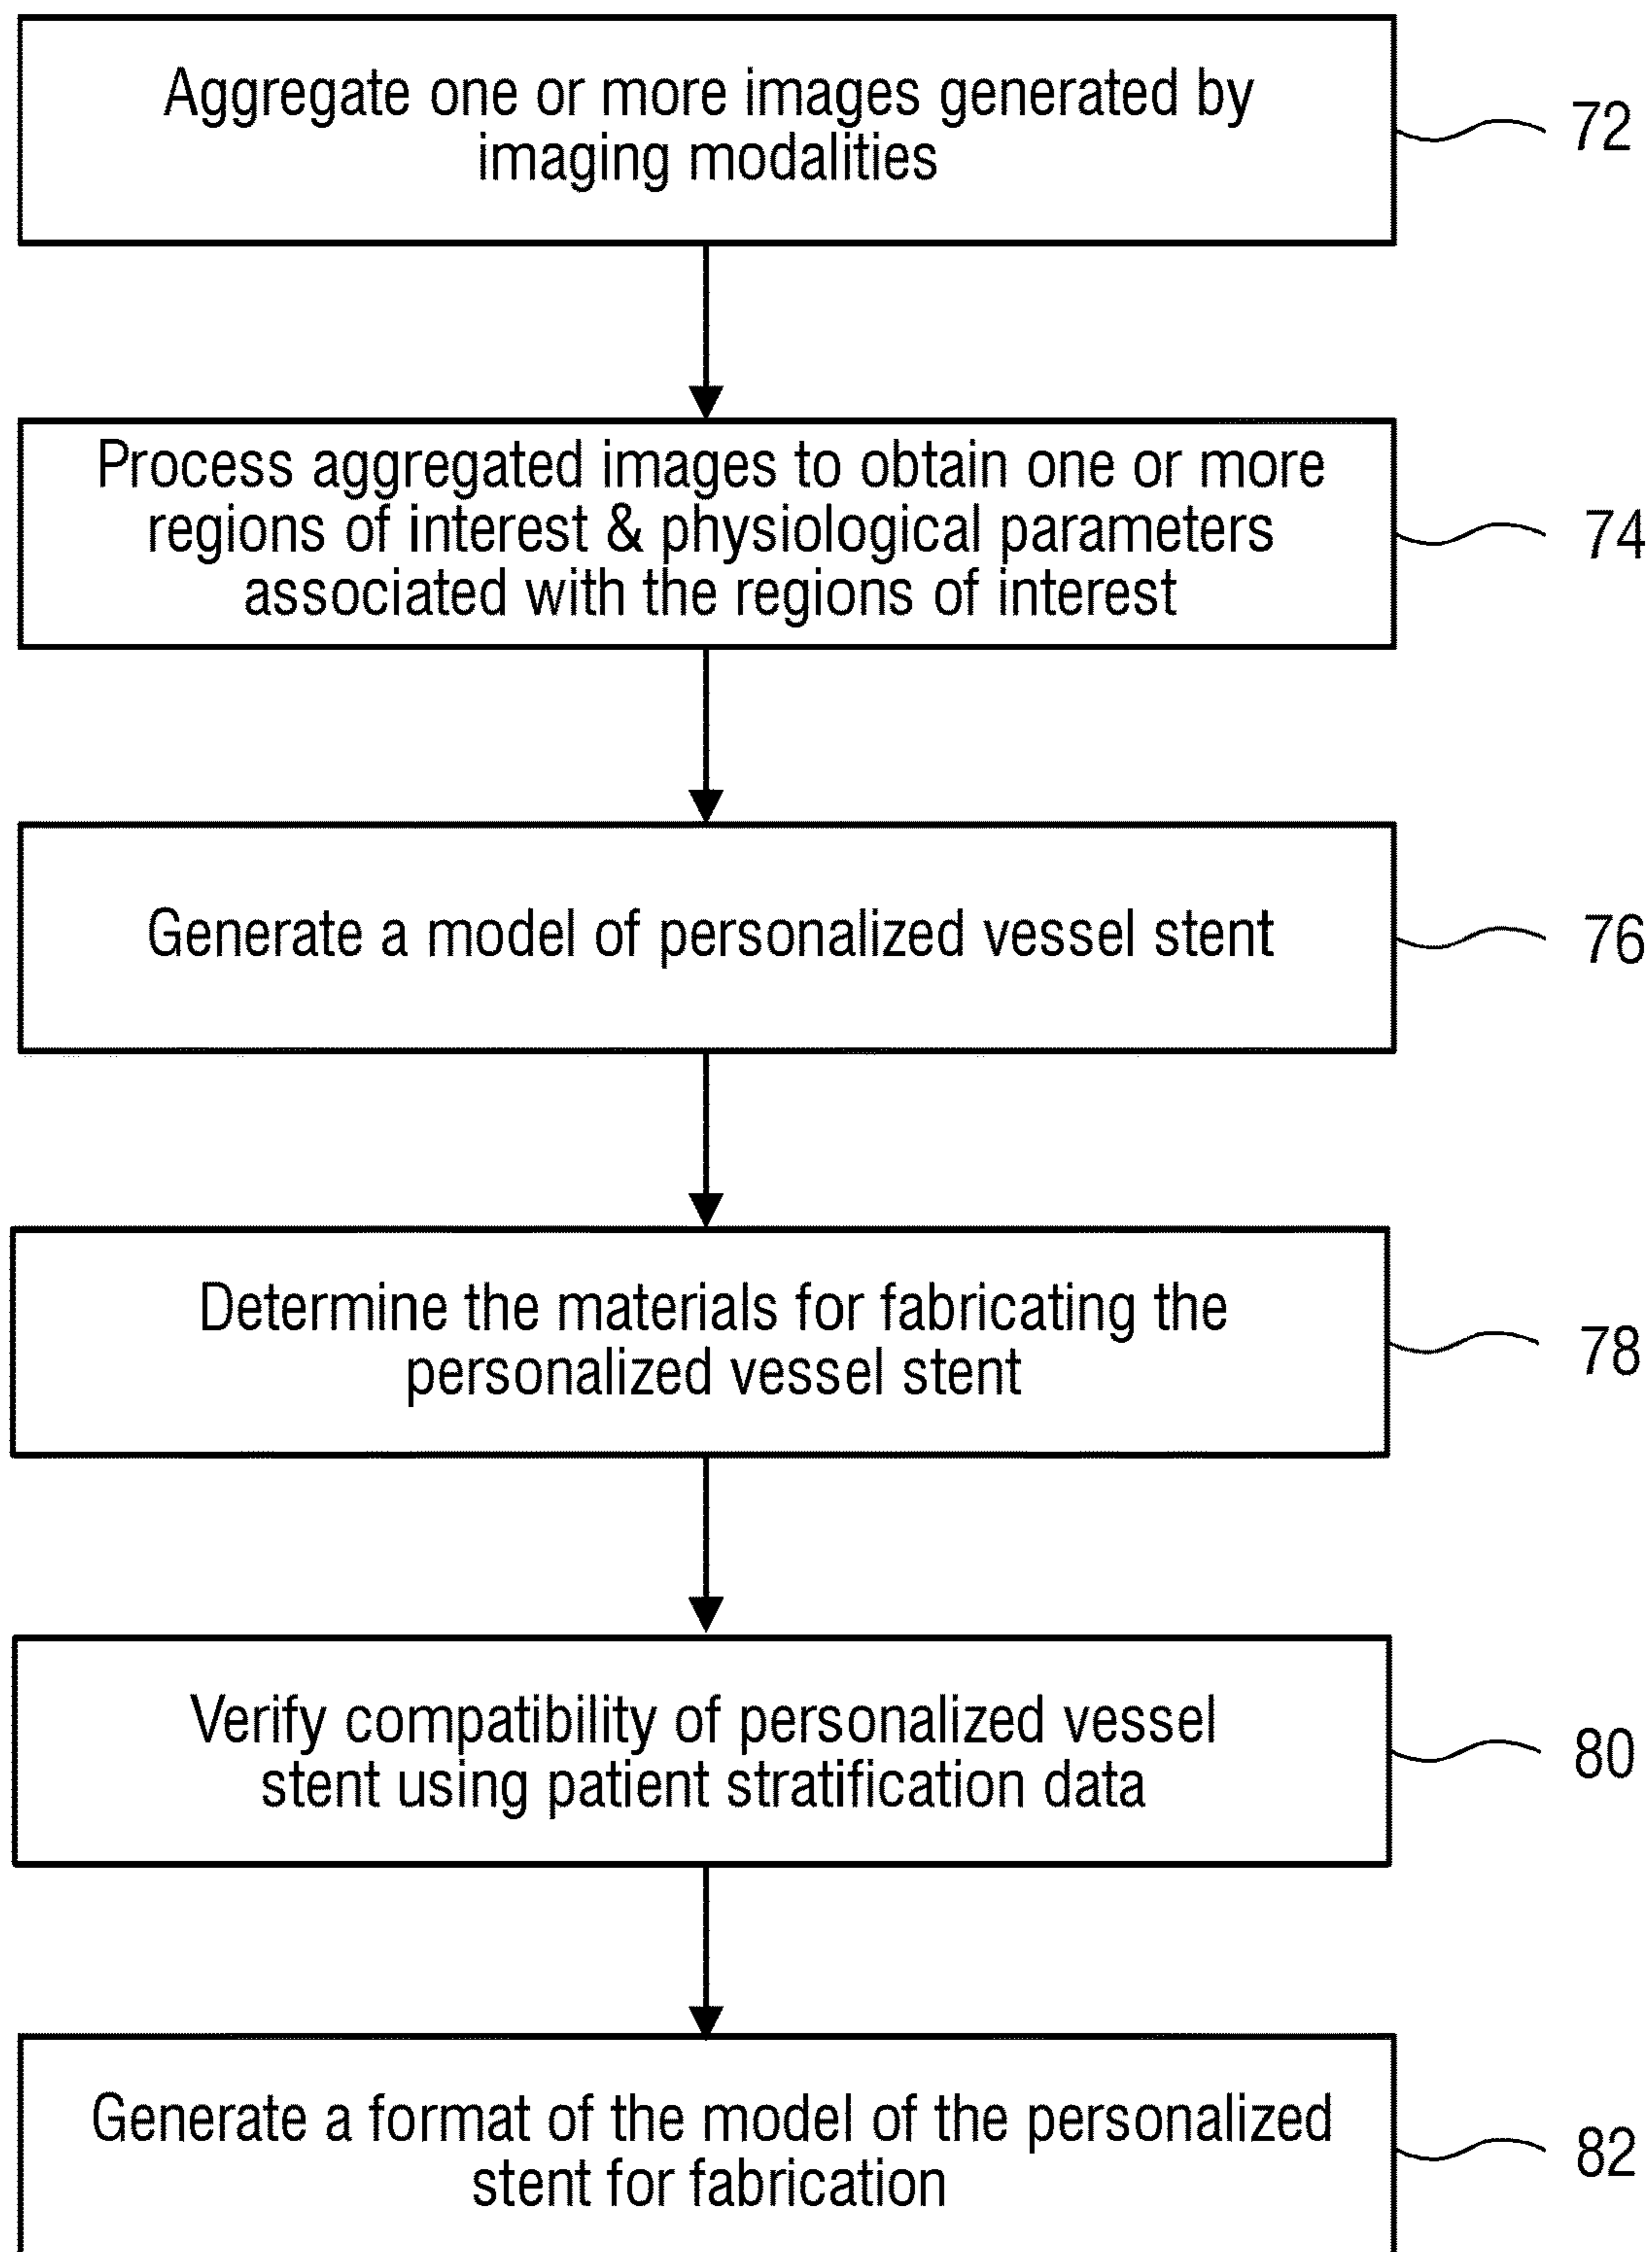 Aggregate one or more images generated by
imaging modalities
72
Process aggregated images to obtain one or more
regions of interest & physiological parameters
associated with the regions of interest
74
Generate a model of personalized vessel stent
76
Determine the materials for fabricating the
personalized vessel stent
78
Verify compatibility of personalized vessel
stent using patient stratification data
80
Generate a format of the model of the personalized
stent for fabrication
82